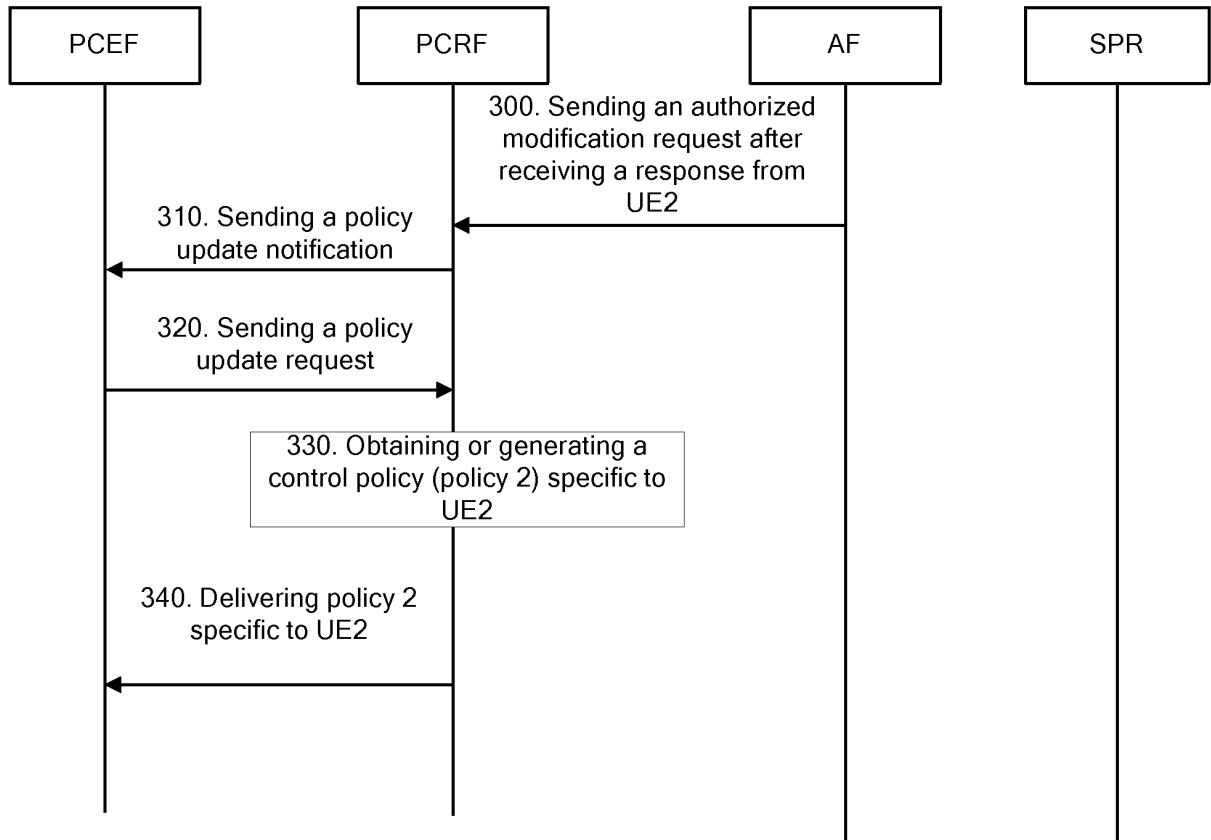 PCEF
PCRF
AF
SPR
300. Sending an authorized
modification request after
receiving a response from
UE2
310. Sending a policy
update notification
320. Sending a policy
update request
330. Obtaining or generating a
control policy (policy 2) specific to
UE2
340. Delivering policy 2
specific to UE2